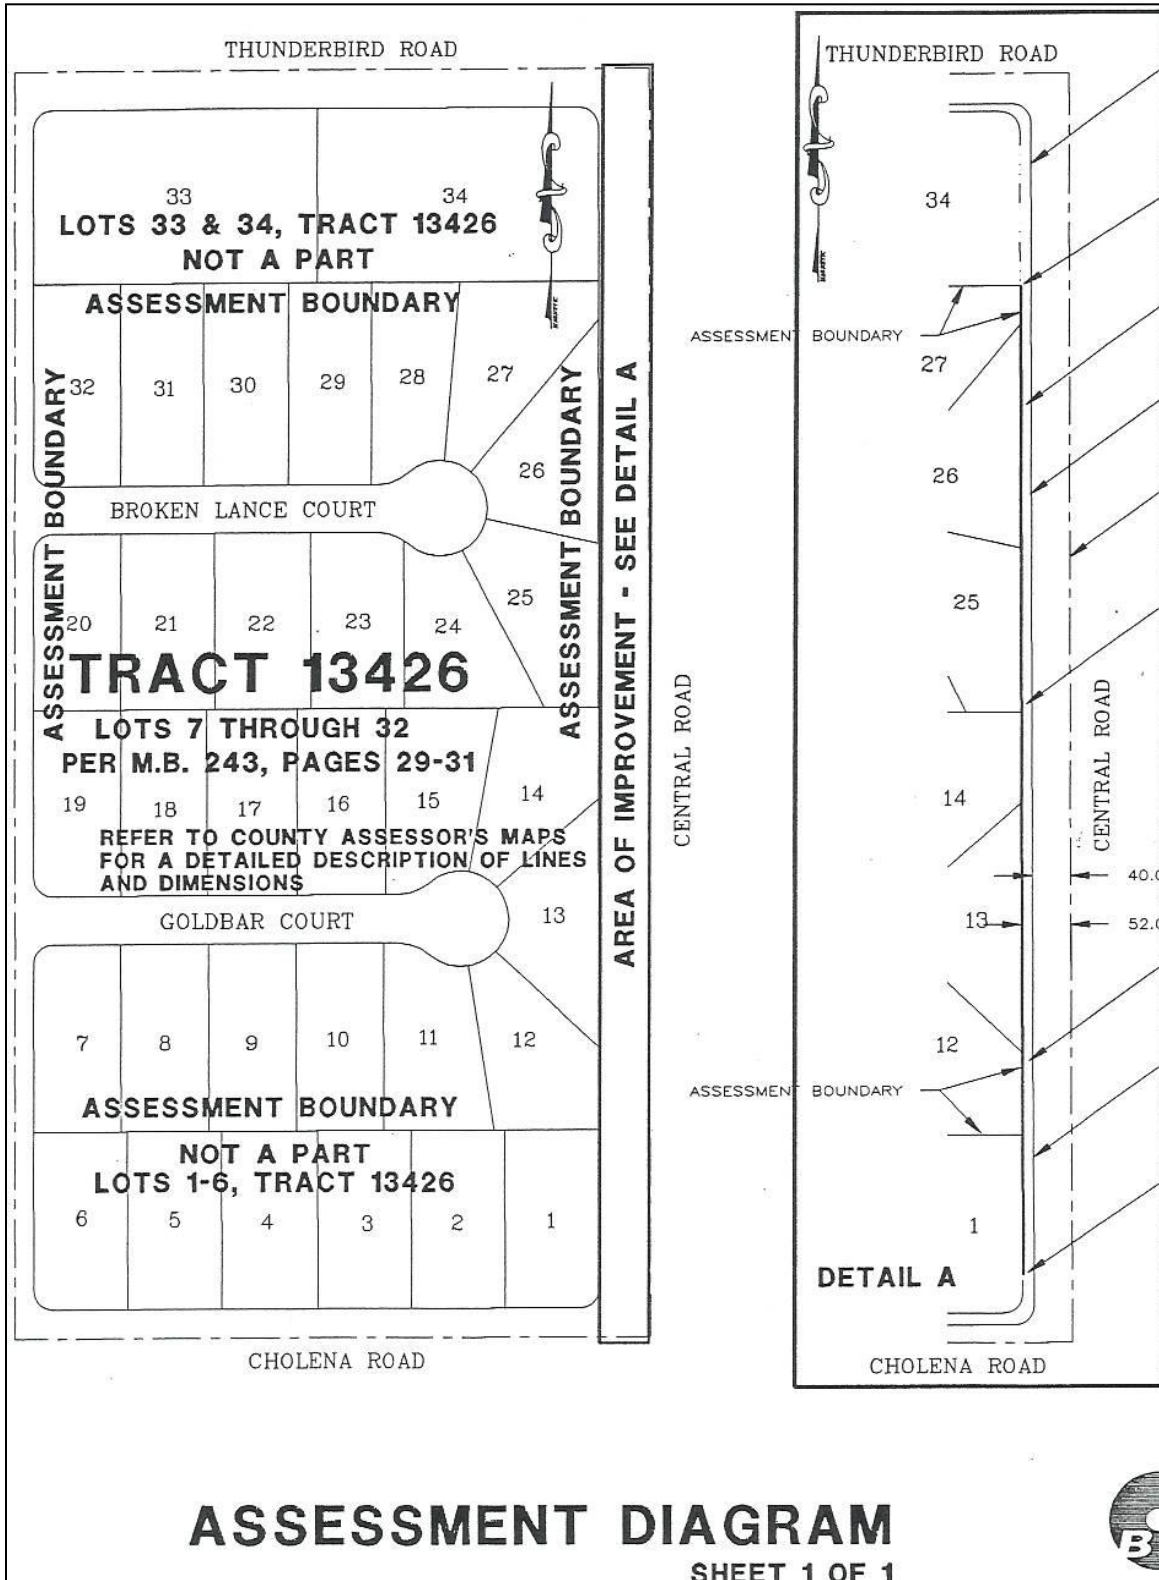 THUNDERBIRD ROAD
33
34
LOTS 33 & 34, TRACT 13426
NOT A PART
ASSESSMENT BOUNDARY
32
31
30
29
28
27
26
ASSESSMENT BOUNDARY
ASSESSMENT BOUNDARY
AREA OF IMPROVEMENT - SEE DETAIL A
BROKEN LANCE COURT
20
21
22
23
24
25
TRACT 13426
CENTRAL ROAD
LOTS 7 THROUGH 32
PER M.B. 243, PAGES 29-31
19
18
17
16
15
14
REFER TO COUNTY ASSESSOR'S MAPS
FOR A DETAILED DESCRIPTION OF LINES
AND DIMENSIONS
GOLDBAR COURT
13
7
8
9
10
11
12
ASSESSMENT BOUNDARY
NOT A PART
LOTS 1-6, TRACT 13426
6
5
4
3
2
1
CHOLENA ROAD
THUNDERBIRD ROAD
34
ASSESSMENT BOUNDARY
27
26
25
CENTRAL ROAD
14
40.0
13
52.0
12
ASSESSMENT BOUNDARY
1
DETAIL A
CHOLENA ROAD
ASSESSMENT DIAGRAM
SHEET 1 OF 1
B